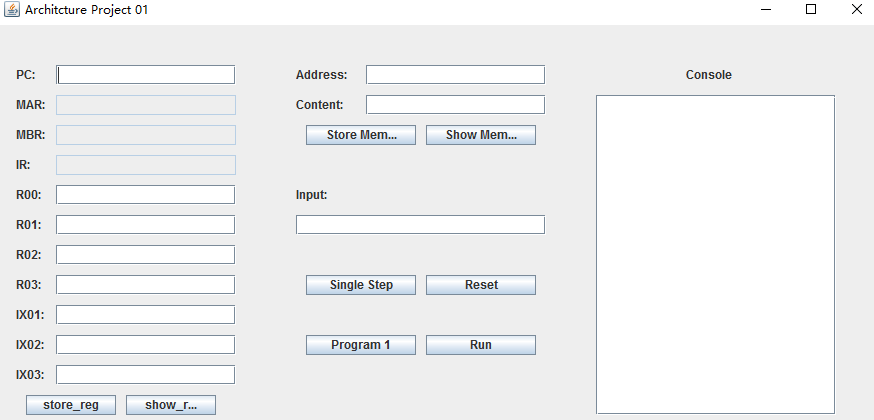 Architcture Project 01
PC:
MAR:
MBR:
IR:
R00:
R01:
R02:
R03:
IX01:
IX02:
IX03:
store_reg show_r...
Address:
Content:
Store Mem... Show Mem...
Input:
Single Step Reset
Program 1 Run
Console